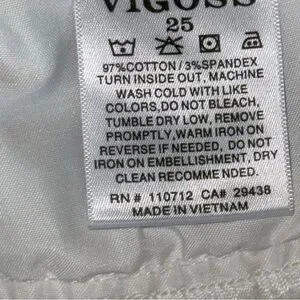 VIGOSS
25
97%COTTON / 3%SPANDEX
TURN INSIDE OUT, MACHINE
WASH COLD WITH LIKE
COLORS,DO NOT BLEACH,
TUMBLE DRY LOW, REMOVE
PROMPTLY,WARM IRON ON
REVERSE IF NEEDED, DO NOT
IRON ON EMBELLISHMENT, DRY
CLEAN RECOMME NDED.
RN # 110712 CA# 29438
MADE IN VIETNAM